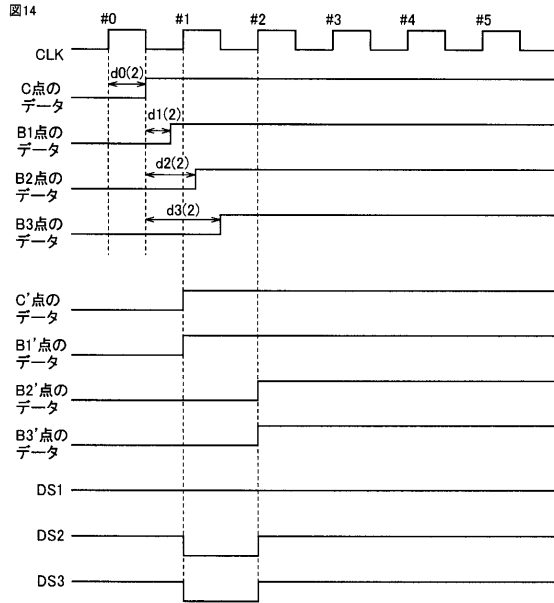 図14
#0 #1 #2 #3 #4 #5
CLK
d0(2)
C点の
データ
d1(2)
B1点の
データ
d2(2)
B2点の
データ
d3(2)
B3点の
データ
C'点の
データ
B1'点の
データ
B2'点の
データ
B3'点の
データ
DS1
DS2
DS3